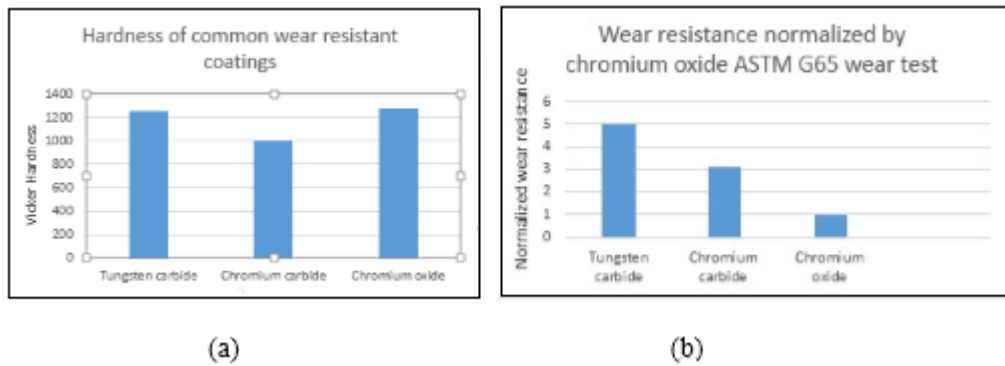 Hardness of common wear resistant
coatings
Vicker Hardness
1400
1200
1000
800
600
400
200
0
Tungsten carbide
Chromium carbide
Chromium oxide
(a)
Wear resistance normalized by
chromium oxide ASTM G65 wear test
Normalized wear resistance
6
5
4
3
2
1
0
Tungsten
carbide
Chromium
carbide
Chromium
oxide
(b)